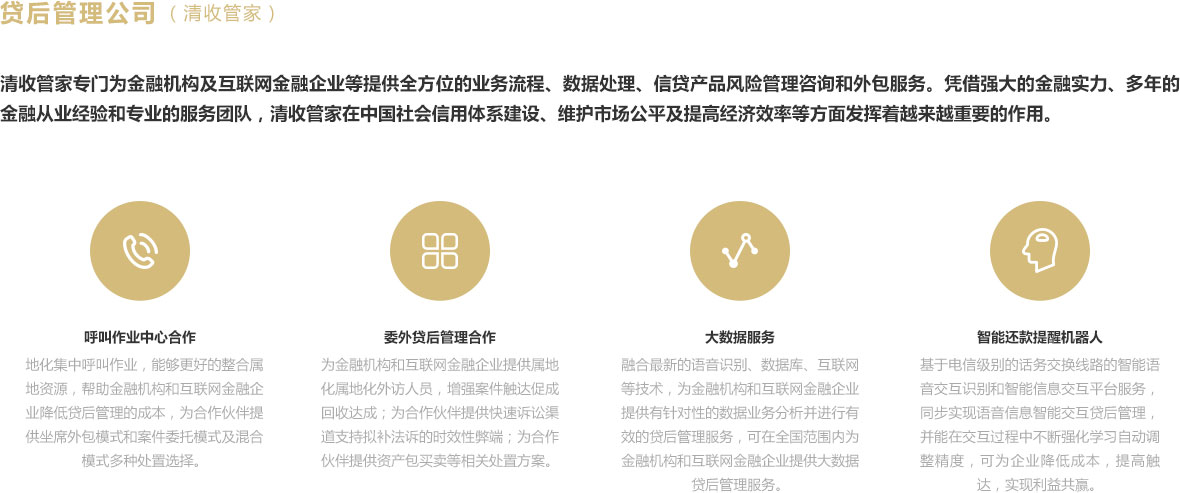 贷后管理公司（清收管家）
清收管家专门为金融机构及互联网金融企业等提供全方位的业务流程、数据处理、信贷产品风险管理咨询和外包服务。凭借强大的金融实力、多年的
金融从业经验和专业的服务团队，清收管家在中国社会信用体系建设、维护市场公平及提高经济效率等方面发挥着越来越重要的作用。
呼叫作业中心合作
地化集中呼叫作业，能够更好的整合属
地资源，帮助金融机构和互联网金融企
业降低贷后管理的成本，为合作伙伴提
供坐席外包模式和案件委托模式及混合
模式多种处置选择。
委外贷后管理合作
为金融机构和互联网金融企业提供属地
化属地化外访人员，增强案件触达促成
回收达成；为合作伙伴提供快速诉讼渠
道支持拟补法诉的时效性弊端；为合作
伙伴提供资产包买卖等相关处置方案。
大数据服务
融合最新的语音识别、数据库、互联网
等技术，为金融机构和互联网金融企业
提供有针对性的数据业务分析并进行有
效的贷后管理服务，可在全国范围内为
金融机构和互联网金融企业提供大数据
贷后管理服务。
智能还款提醒机器人
基于电信级别的话务交换线路的智能语
音交互识别和智能信息交互平台服务，
同步实现语音信息智能交互贷后管理，
并能在交互过程中不断强化学习自动调
整精度，可为企业降低成本，提高触
达，实现利益共赢。